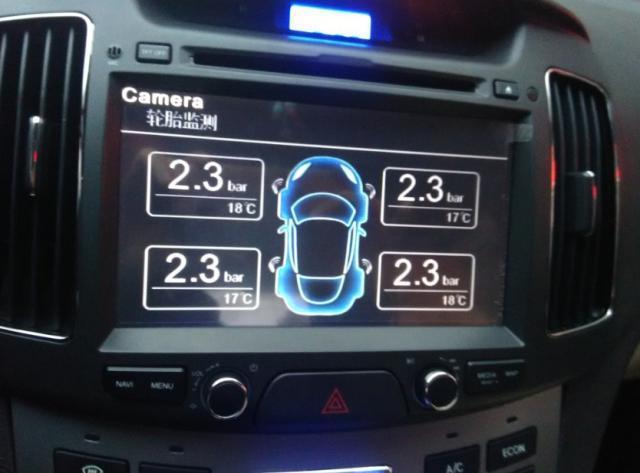 Camera
轮胎监测
2.3 bar
18℃
2.3 bar
17℃
2.3 bar
17℃
2.3 bar
18℃
NAVI
MENU
VOL
MEDIA
A/C
ECON